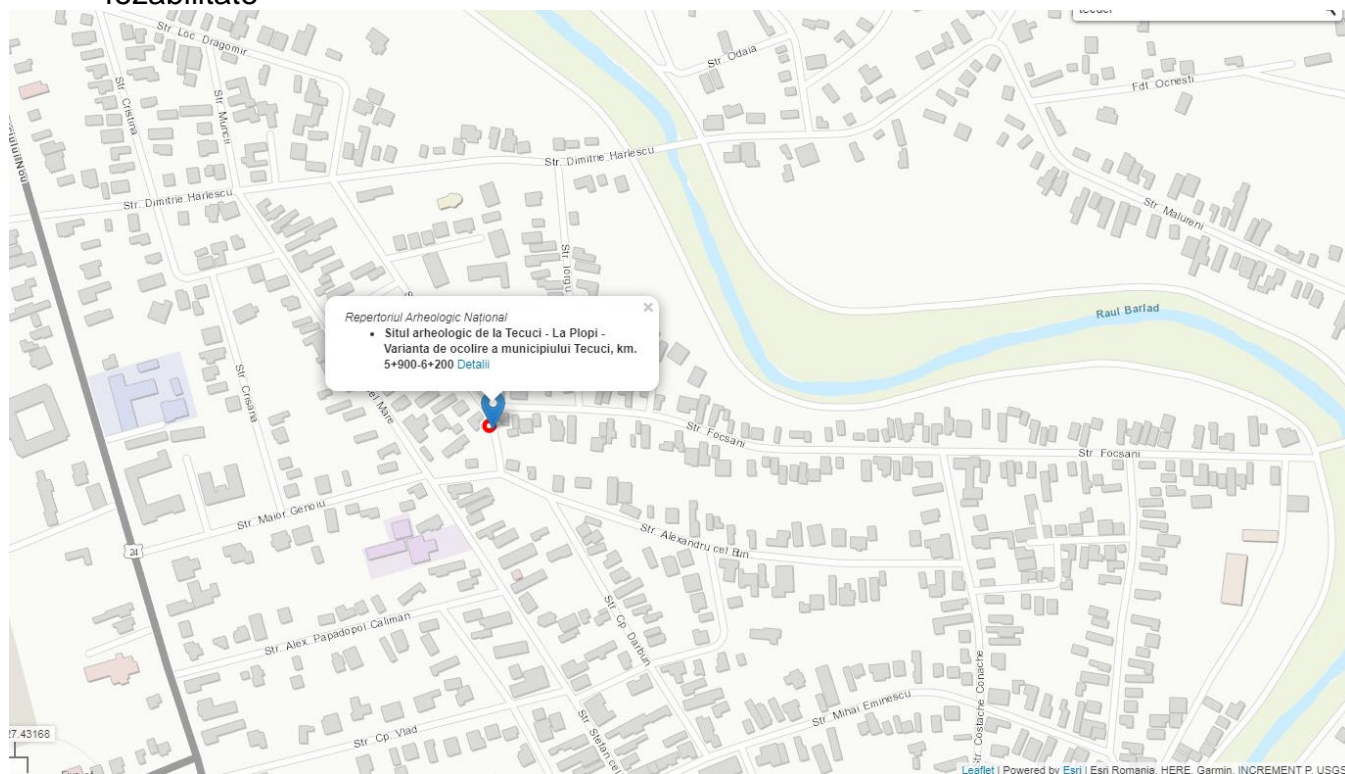 Str. Loc. Dragomir
Str. Odaia
Fdt. Ocnesti
Str. Cristina
Str. Muncii
Str. Dimitrie Harlescu
Str. Dimitrie Harlescu
Str. Malureni
Str. Iorgu
Raul Barlad
Repertoriul Arheologic Național
• Situl arheologic de la Tecuci - La Plopi -
Varianta de ocolire a municipiului Tecuci, km.
5+900-6+200 Detalii
×
Str. Crisana
cel Mare
Str. Focsani
Str. Focsani
Str. Maior Genoiu
24
Str. Alexandru cel Bun
Str. Alex. Papadopol Caliman
Str. Cp. Darbun
Str. Costache Conache
Str. Mihai Eminescu
Str. Cp. Vlad
Str. Stefan cel
27.43168
Leaflet | Powered by Esri | Esri Romania, HERE, Garmin, INCREMENT P, USGS